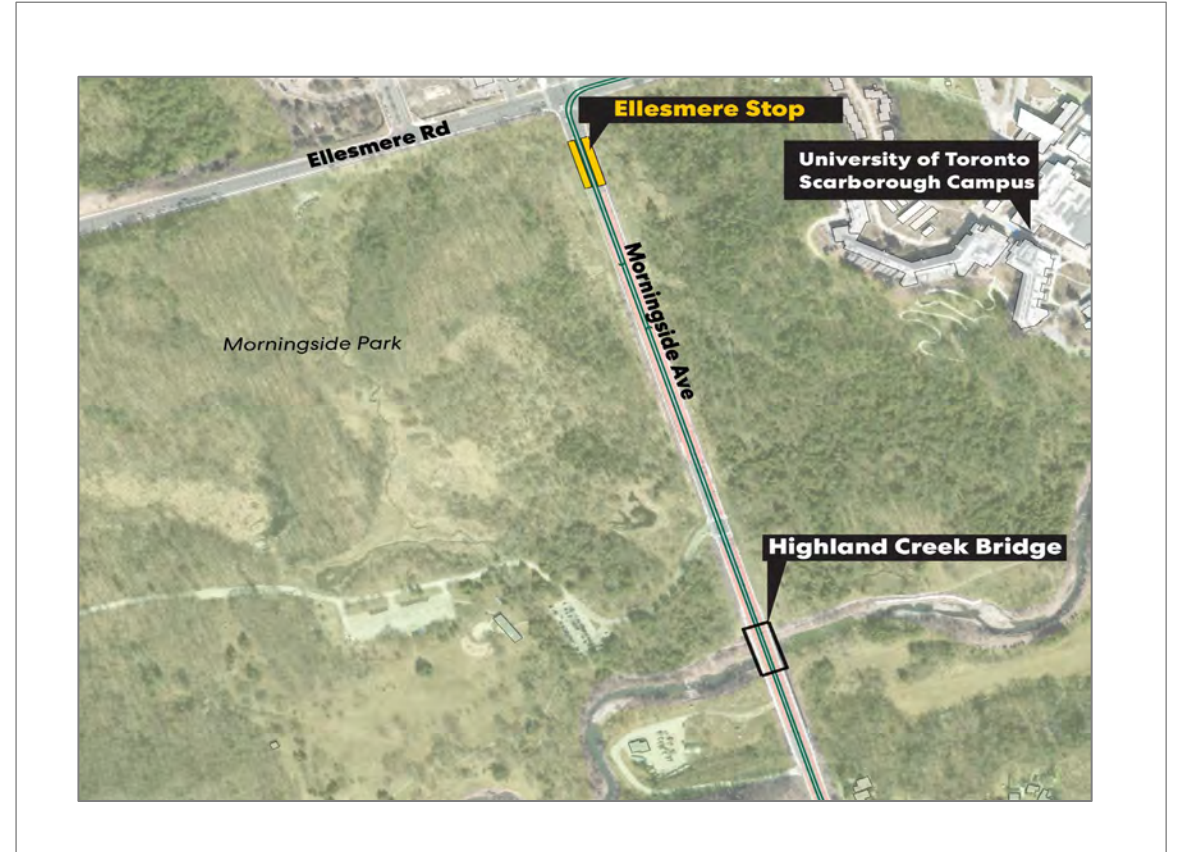 Ellesmere Stop
Ellesmere Rd
University of Toronto
Scarborough Campus
Morningside Ave
Morningside Park
Highland Creek Bridge